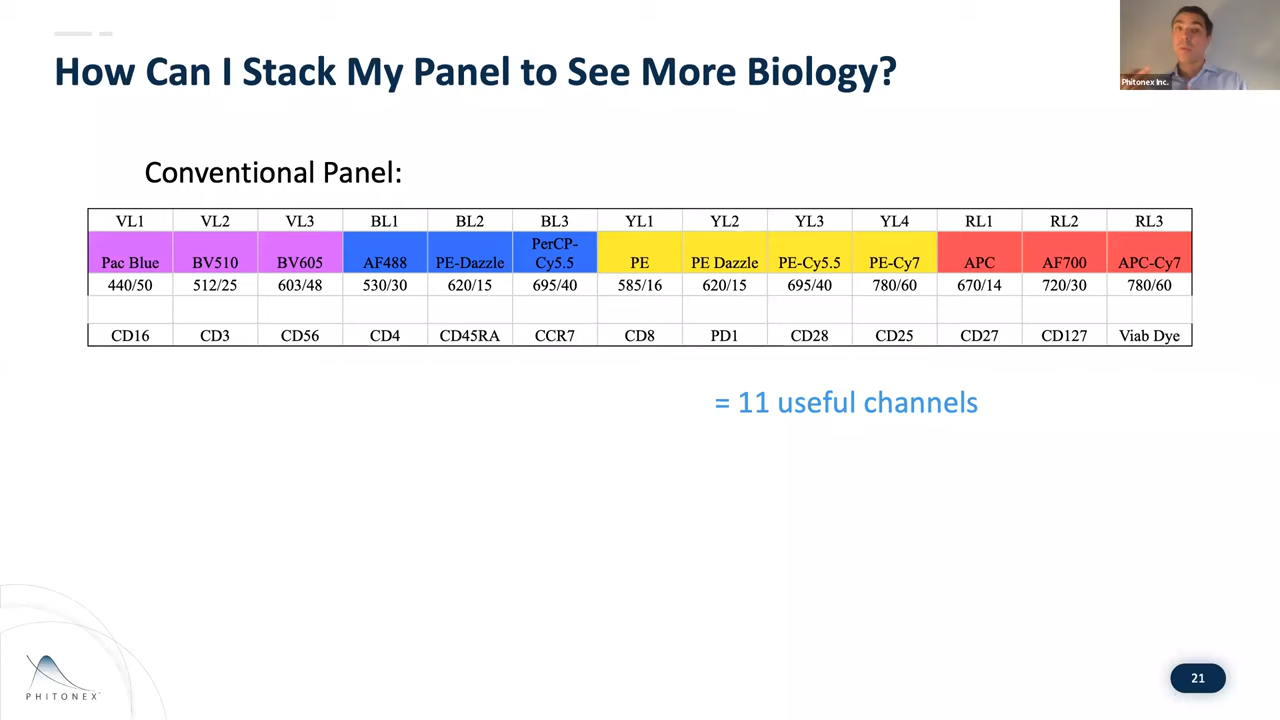 How Can I Stack My Panel to See More Biology?
Phitonex Inc.
Conventional Panel:
VL1 VL2 VL3 BL1 BL2 BL3 YL1 YL2 YL3 YL4 RL1 RL2 RL3
Pac Blue BV510 BV605 AF488 PE-Dazzle PerCP-Cy5.5 PE PE Dazzle PE-Cy5.5 PE-Cy7 APC AF700 APC-Cy7
440/50 512/25 603/48 530/30 620/15 695/40 585/16 620/15 695/40 780/60 670/14 720/30 780/60
CD16 CD3 CD56 CD4 CD45RA CCR7 CD8 PD1 CD28 CD25 CD27 CD127 Viab Dye
= 11 useful channels
PHITONEX
21